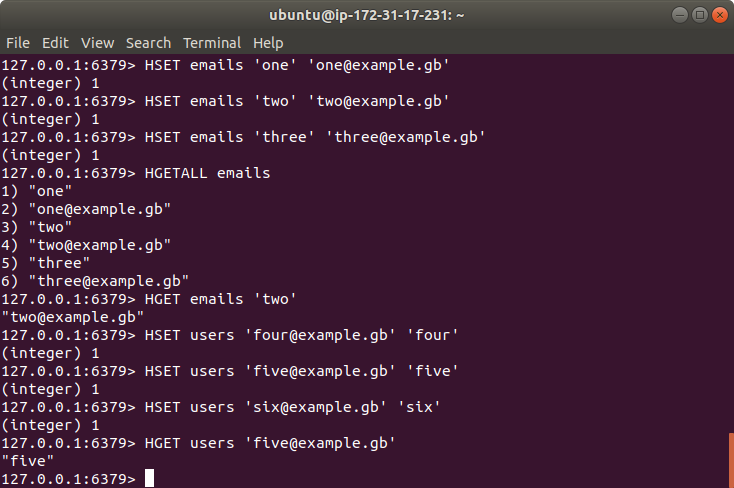 ubuntu@ip-172-31-17-231: ~
File Edit View Search Terminal Help
127.0.0.1:6379> HSET emails 'one' 'one@example.gb'
(integer) 1
127.0.0.1:6379> HSET emails 'two' 'two@example.gb'
(integer) 1
127.0.0.1:6379> HSET emails 'three' 'three@example.gb'
(integer) 1
127.0.0.1:6379> HGETALL emails
1) "one"
2) "one@example.gb"
3) "two"
4) "two@example.gb"
5) "three"
6) "three@example.gb"
127.0.0.1:6379> HGET emails 'two'
"two@example.gb"
127.0.0.1:6379> HSET users 'four@example.gb' 'four'
(integer) 1
127.0.0.1:6379> HSET users 'five@example.gb' 'five'
(integer) 1
127.0.0.1:6379> HSET users 'six@example.gb' 'six'
(integer) 1
127.0.0.1:6379> HGET users 'five@example.gb'
"five"
127.0.0.1:6379>